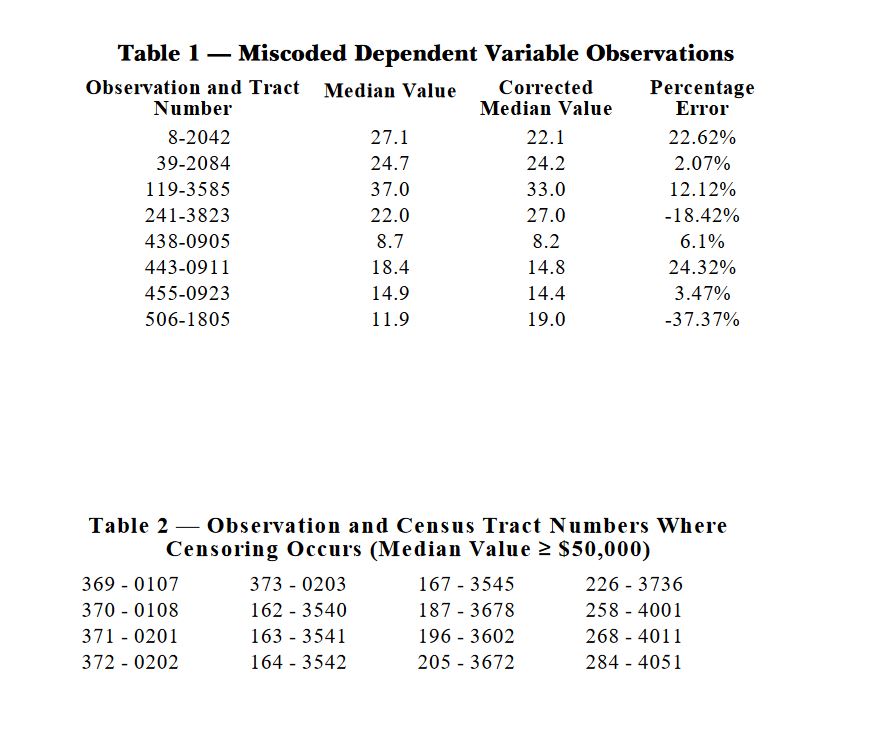 Table 1 — Miscoded Dependent Variable Observations
Observation and Tract Number Median Value Corrected Median Value Percentage Error
8-2042 27.1 22.1 22.62%
39-2084 24.7 24.2 2.07%
119-3585 37.0 33.0 12.12%
241-3823 22.0 27.0 -18.42%
438-0905 8.7 8.2 6.1%
443-0911 18.4 14.8 24.32%
455-0923 14.9 14.4 3.47%
506-1805 11.9 19.0 -37.37%
Table 2 — Observation and Census Tract Numbers Where
Censoring Occurs (Median Value ≥ $50,000)
369 - 0107 373 - 0203 167 - 3545 226 - 3736
370 - 0108 162 - 3540 187 - 3678 258 - 4001
371 - 0201 163 - 3541 196 - 3602 268 - 4011
372 - 0202 164 - 3542 205 - 3672 284 - 4051